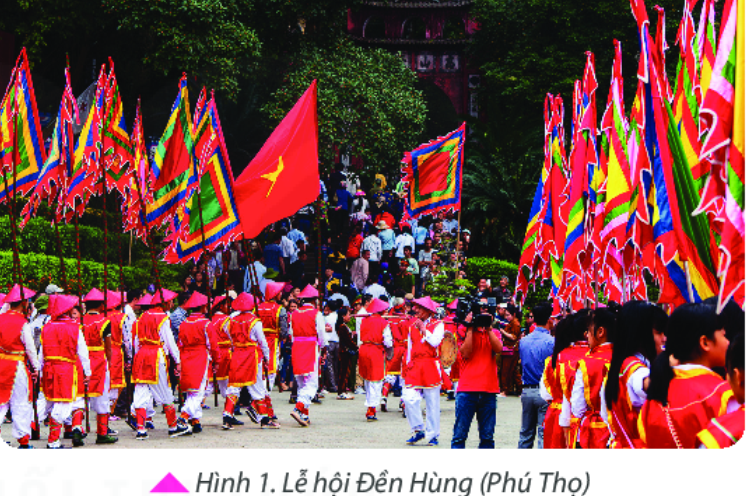 Hình 1. Lễ hội Đền Hùng (Phú Thọ)